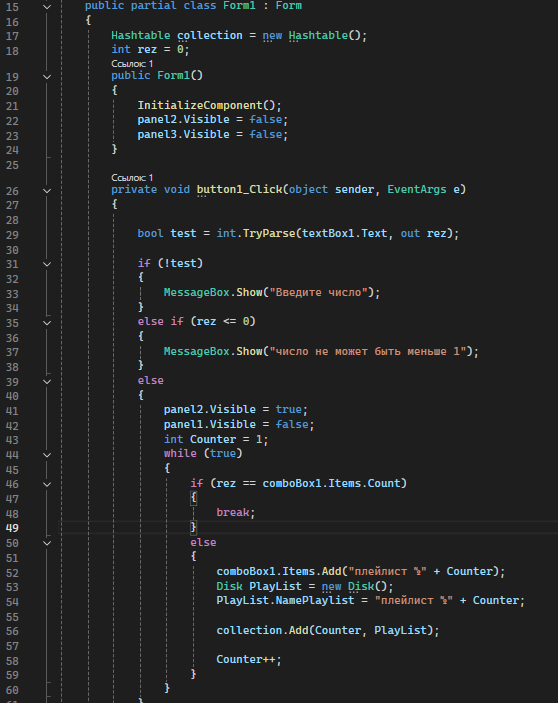 15 public partial class Form1 : Form
16 {
17 Hashtable collection = new Hashtable();
18 int rez = 0;
Ссылок: 1
19 public Form1()
20 {
21 InitializeComponent();
22 panel2.Visible = false;
23 panel3.Visible = false;
24 }
25
Ссылок: 1
26 private void button1_Click(object sender, EventArgs e)
27 {
28
29 bool test = int.TryParse(textBox1.Text, out rez);
30
31 if (!test)
32 {
33 MessageBox.Show("Введите число");
34 }
35 else if (rez <= 0)
36 {
37 MessageBox.Show("число не может быть меньше 1");
38 }
39 else
40 {
41 panel2.Visible = true;
42 panel1.Visible = false;
43 int Counter = 1;
44 while (true)
45 {
46 if (rez == comboBox1.Items.Count)
47 {
48 break;
49 }
50 else
51 {
52 comboBox1.Items.Add("плейлист №" + Counter);
53 Disk PlayList = new Disk();
54 PlayList.NamePlaylist = "плейлист №" + Counter;
55
56 collection.Add(Counter, PlayList);
57
58 Counter++;
59 }
60 }